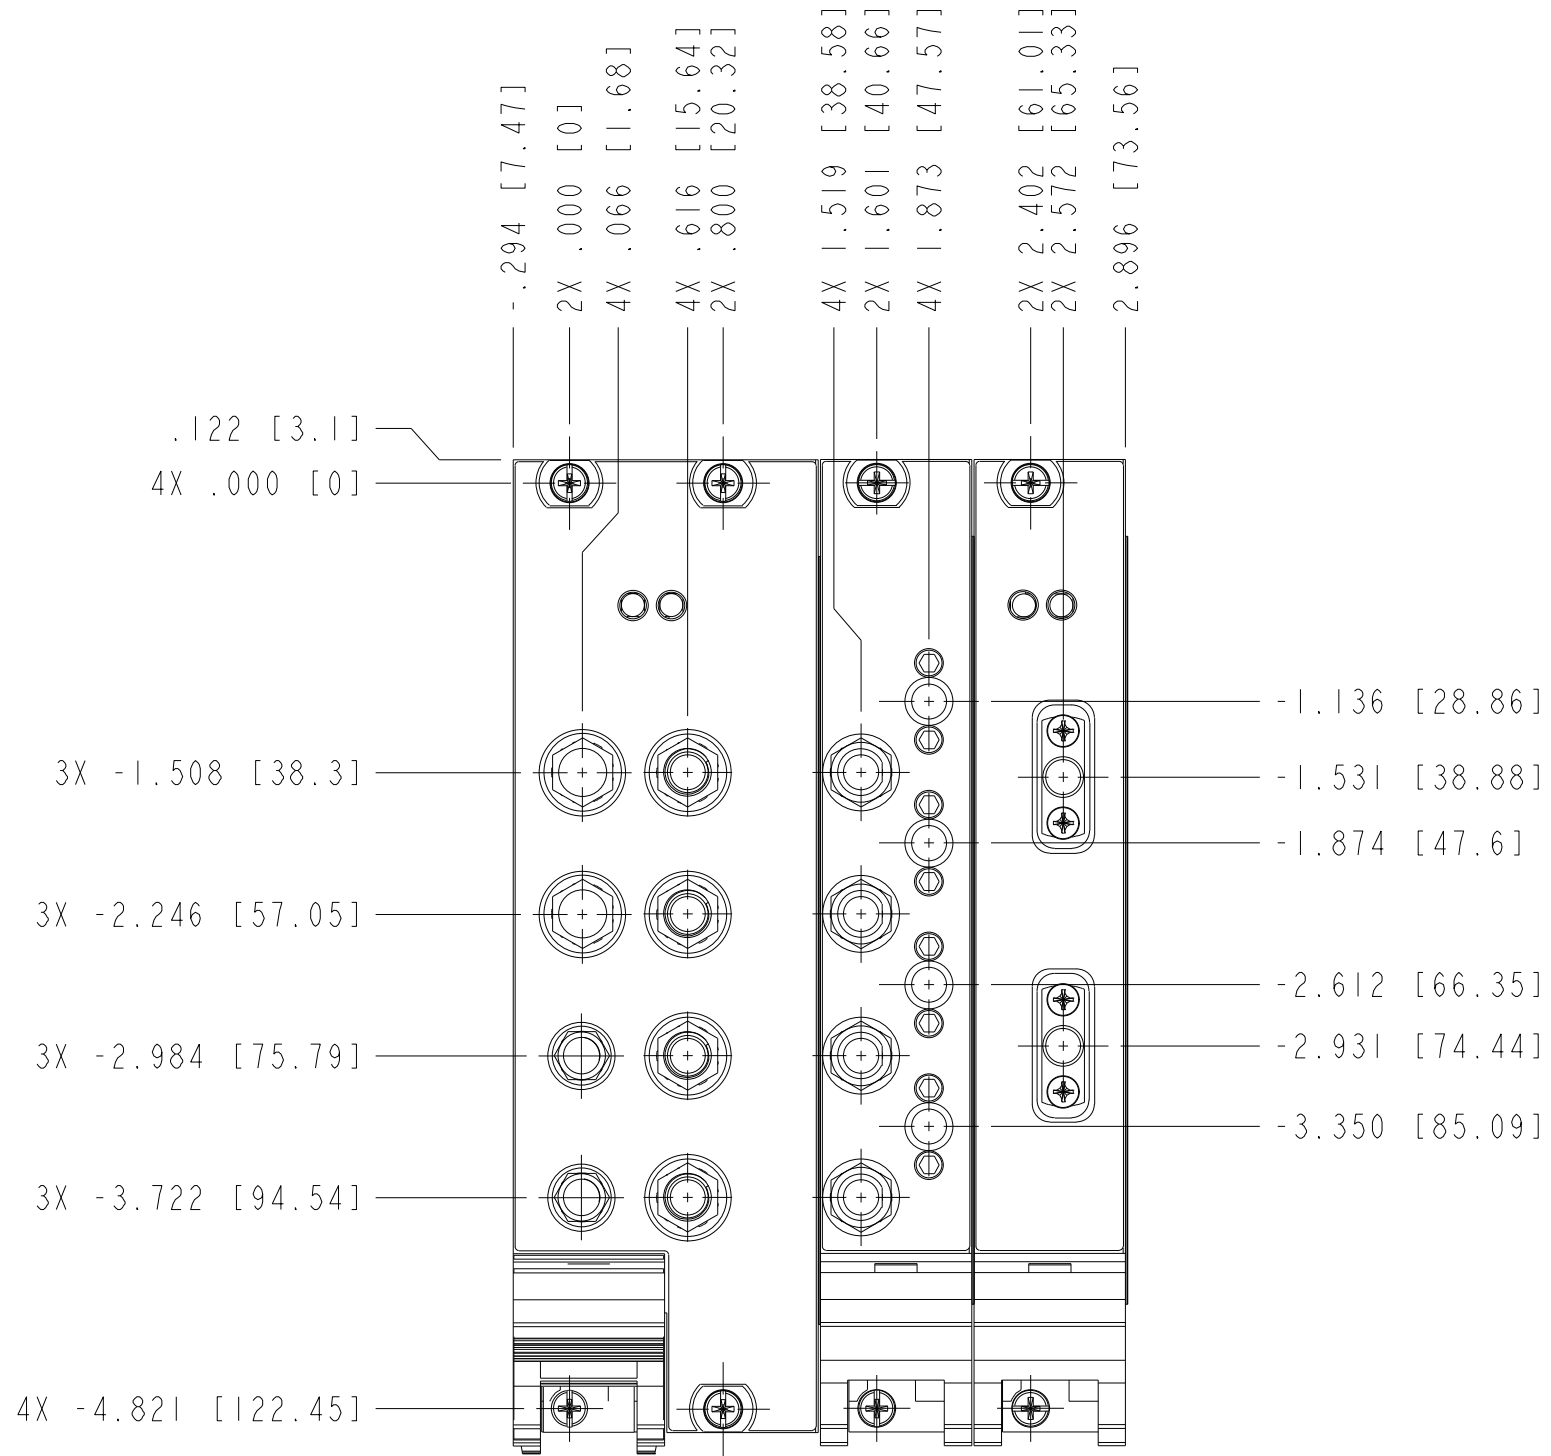 -.294 [7.47]
2X .000 [0]
4X .066 [1.68]
4X .616 [15.64]
2X .800 [20.32]
4X 1.519 [38.58]
2X 1.601 [40.66]
4X 1.873 [47.57]
2X 2.402 [61.01]
2X 2.572 [65.33]
2.896 [73.56]
.122 [3.1]
4X .000 [0]
3X -1.508 [38.3]
3X -2.246 [57.05]
3X -2.984 [75.79]
3X -3.722 [94.54]
4X -4.821 [122.45]
-1.136 [28.86]
-1.531 [38.88]
-1.874 [47.6]
-2.612 [66.35]
-2.931 [74.44]
-3.350 [85.09]